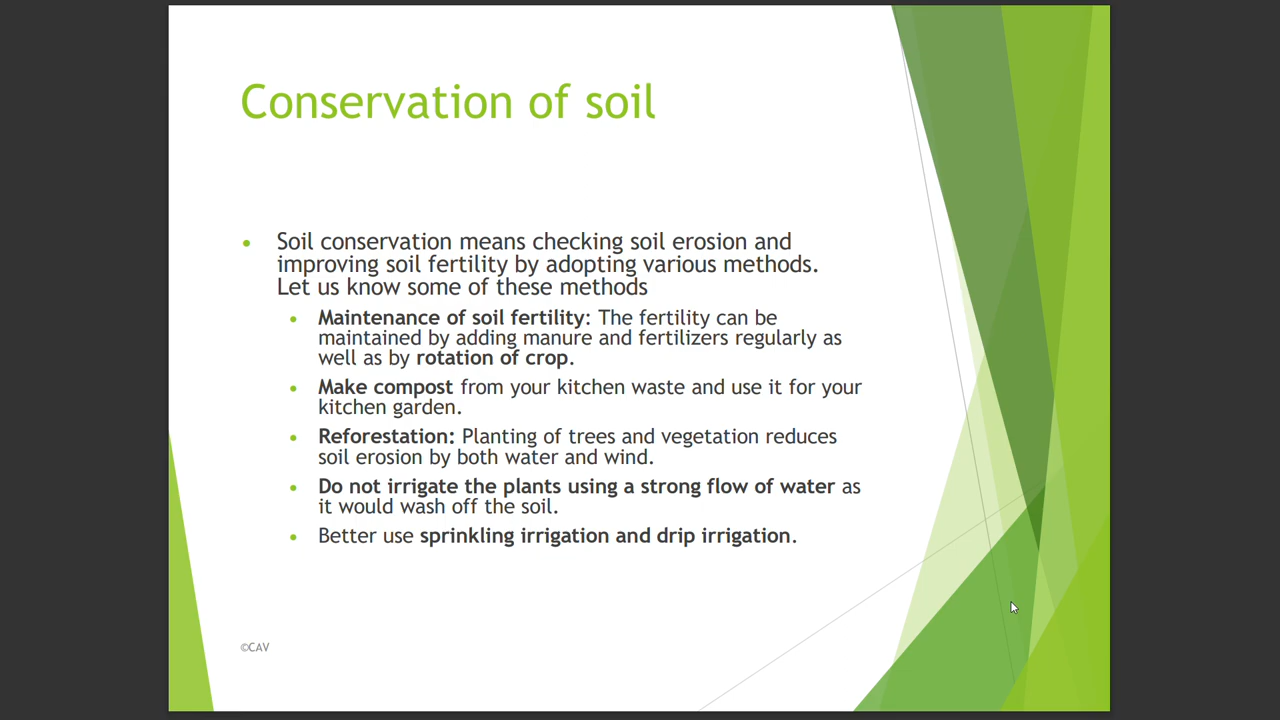 Conservation of soil
Soil conservation means checking soil erosion and
improving soil fertility by adopting various methods.
Let us know some of these methods
Maintenance of soil fertility: The fertility can be
maintained by adding manure and fertilizers regularly as
well as by rotation of crop.
Make compost from your kitchen waste and use it for your
kitchen garden.
Reforestation: Planting of trees and vegetation reduces
soil erosion by both water and wind.
Do not irrigate the plants using a strong flow of water as
it would wash off the soil.
Better use sprinkling irrigation and drip irrigation.
©CAV